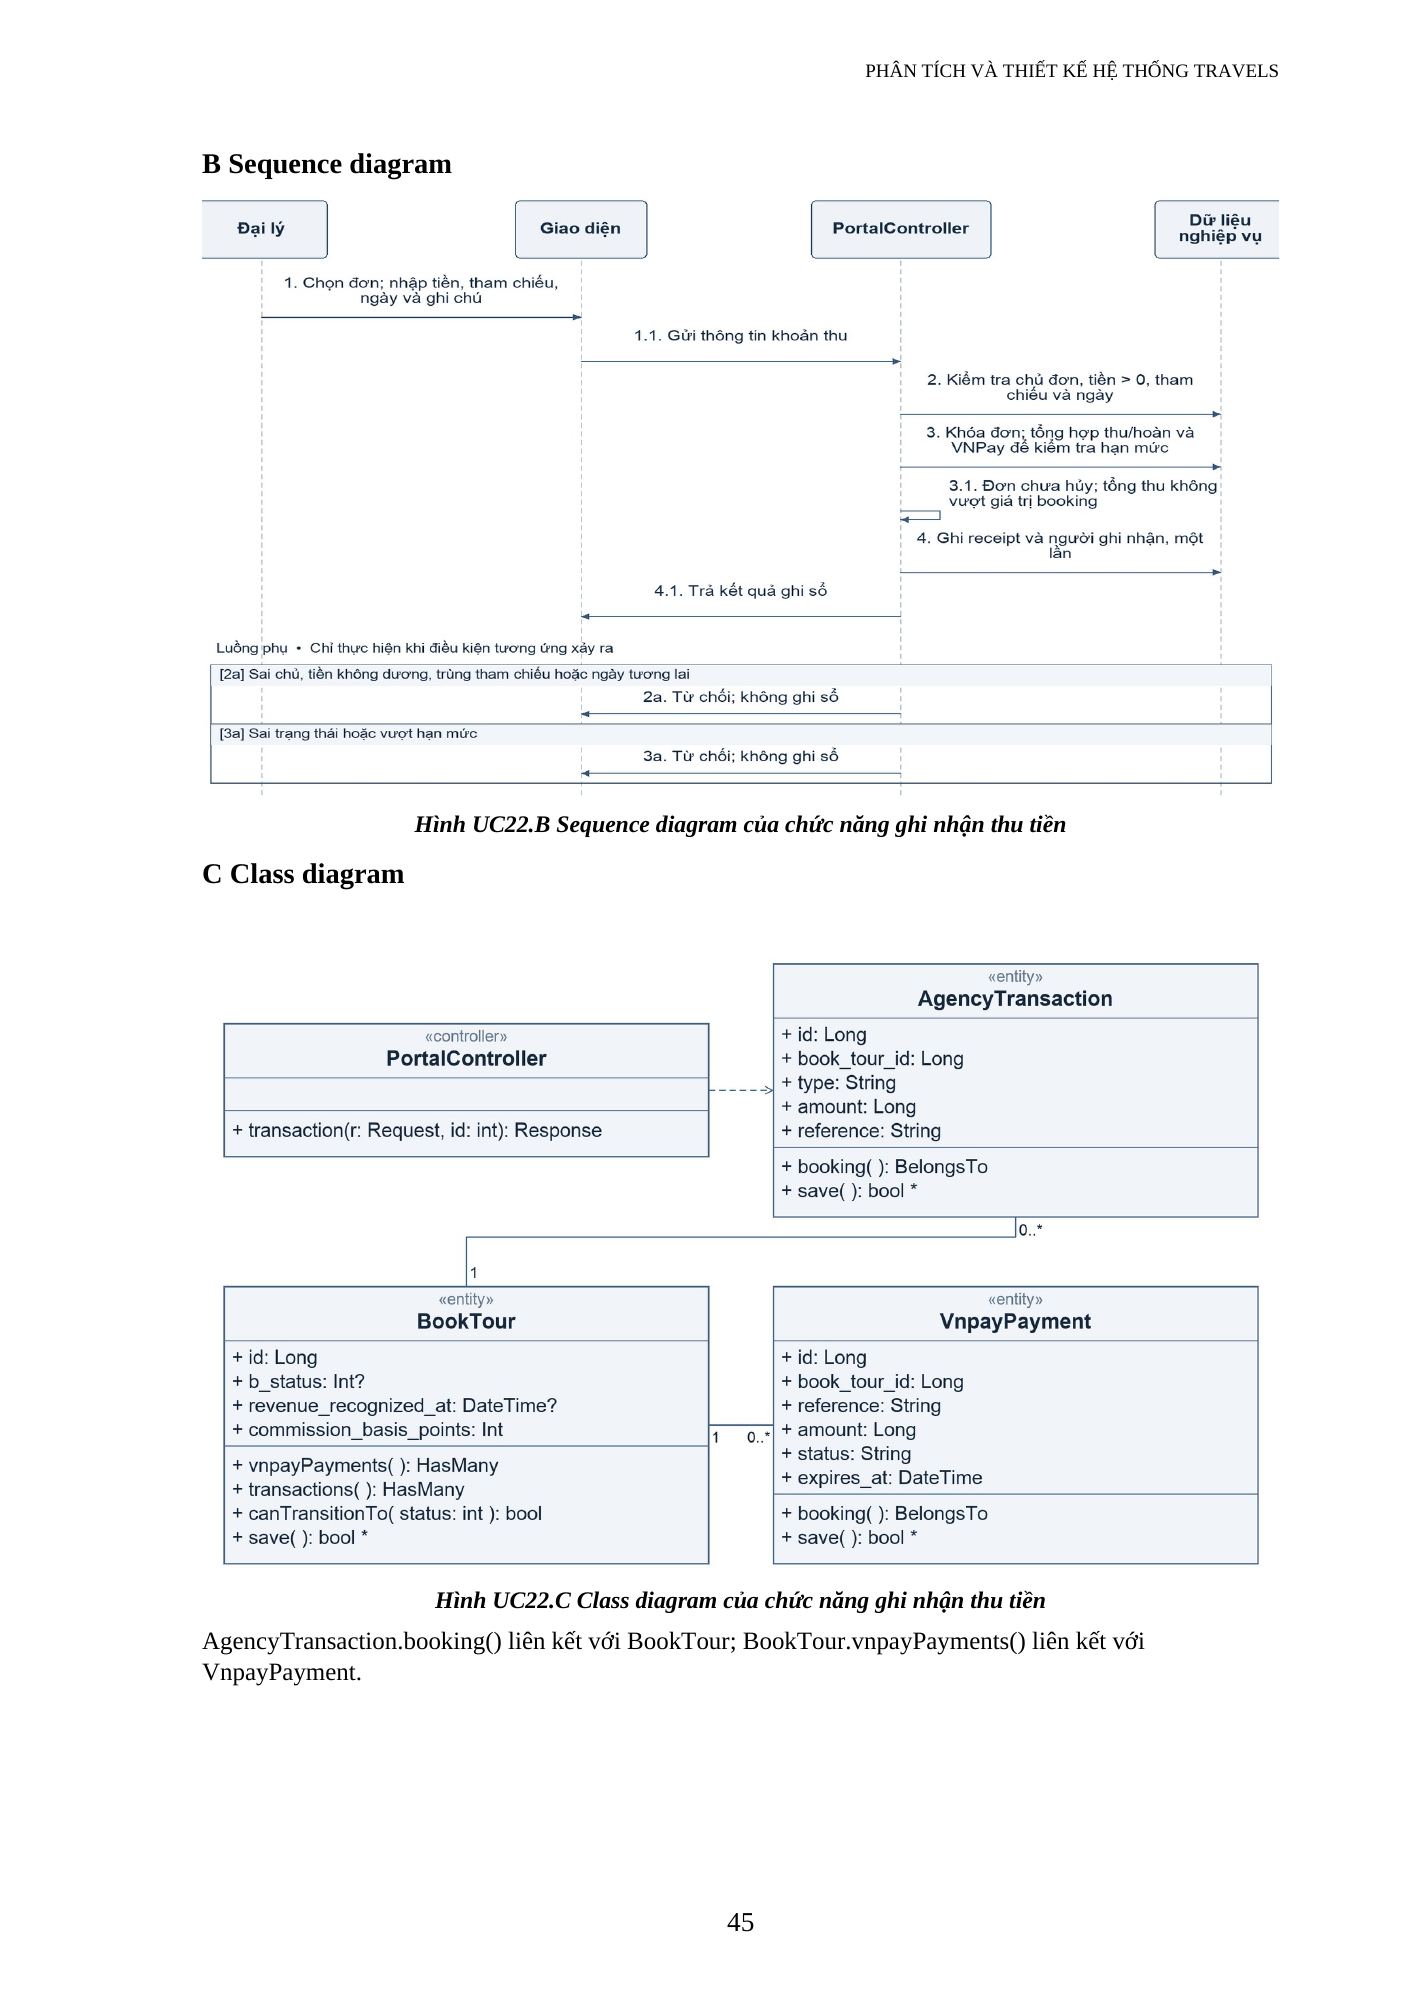 PHÂN TÍCH VÀ THIẾT KẾ HỆ THỐNG TRAVELS
B Sequence diagram
Đại lý
Giao diện
PortalController
Dữ liệu
nghiệp vụ
1. Chọn đơn; nhập tiền, tham chiếu,
ngày và ghi chú
1.1. Gửi thông tin khoản thu
2. Kiểm tra chủ đơn, tiền > 0, tham
chiếu và ngày
3. Khóa đơn; tổng hợp thu/hoàn và
VNPay để kiểm tra hạn mức
3.1. Đơn chưa hủy; tổng thu không
vượt giá trị booking
4. Ghi receipt và người ghi nhận, một
lần
4.1. Trả kết quả ghi sổ
Luồng phụ • Chỉ thực hiện khi điều kiện tương ứng xảy ra
[2a] Sai chủ, tiền không dương, trùng tham chiếu hoặc ngày tương lai
2a. Từ chối; không ghi sổ
[3a] Sai trạng thái hoặc vượt hạn mức
3a. Từ chối; không ghi sổ
Hình UC22.B Sequence diagram của chức năng ghi nhận thu tiền
C Class diagram
«controller»
PortalController
+ transaction(r: Request, id: int): Response
«entity»
AgencyTransaction
+ id: Long
+ book_tour_id: Long
+ type: String
+ amount: Long
+ reference: String
+ booking( ): BelongsTo
+ save( ): bool *
0..*
1
«entity»
BookTour
+ id: Long
+ b_status: Int?
+ revenue_recognized_at: DateTime?
+ commission_basis_points: Int
+ vnpayPayments( ): HasMany
+ transactions( ): HasMany
+ canTransitionTo( status: int ): bool
+ save( ): bool *
1 0..*
«entity»
VnpayPayment
+ id: Long
+ book_tour_id: Long
+ reference: String
+ amount: Long
+ status: String
+ expires_at: DateTime
+ booking( ): BelongsTo
+ save( ): bool *
Hình UC22.C Class diagram của chức năng ghi nhận thu tiền
AgencyTransaction.booking() liên kết với BookTour; BookTour.vnpayPayments() liên kết với
VnpayPayment.
45